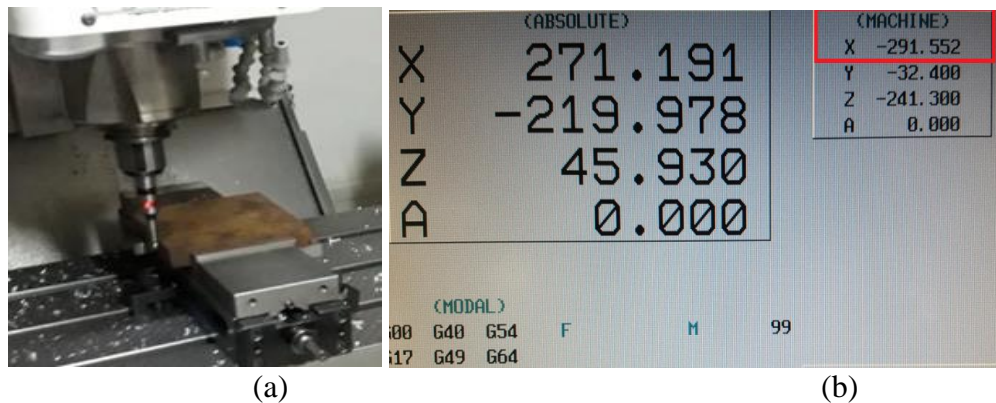 (ABSOLUTE)
X 271.191
Y -219.978
Z 45.930
A 0.000
(MACHINE)
X -291.552
Y -32.400
Z -241.300
A 0.000
(MODAL)
G40 G54 F M 99
G49 G64
(a)
(b)